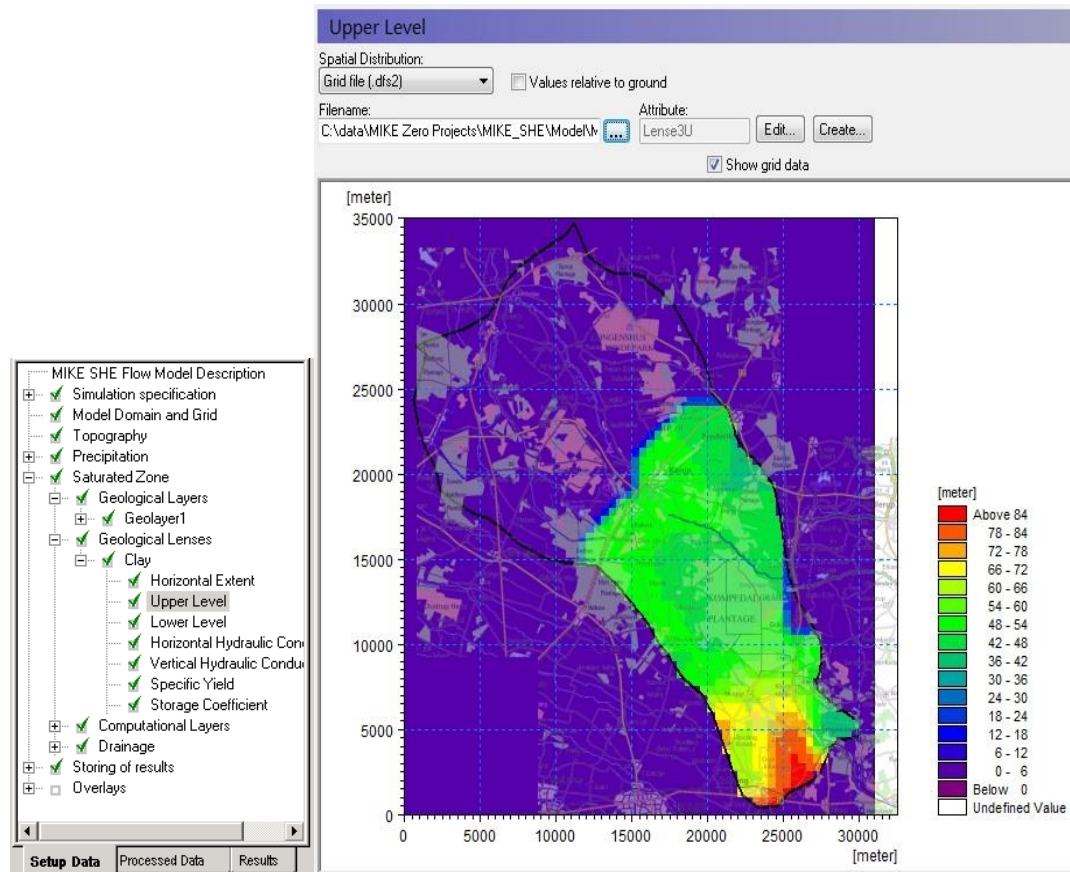 MIKE SHE Flow Model Description
Simulation specification
Model Domain and Grid
Topography
Precipitation
Saturated Zone
Geological Layers
Geolayer1
Geological Lenses
Clay
Horizontal Extent
Upper Level
Lower Level
Horizontal Hydraulic Con
Vertical Hydraulic Condu
Specific Yield
Storage Coefficient
Computational Layers
Drainage
Storing of results
Overlays
Setup Data Processed Data Results
Upper Level
Spatial Distribution:
Grid file (.dfs2) Values relative to ground
Filename: Attribute:
C:\data\MIKE Zero Projects\MIKE_SHE\Model\M ... Lense3U Edit... Create...
Show grid data
[meter]
35000
30000
25000
20000
15000
10000
5000
0
0 5000 10000 15000 20000 25000 30000
[meter]
KOMPEDAL
PLANTAGE
[meter]
Above 84
78 - 84
72 - 78
66 - 72
60 - 66
54 - 60
48 - 54
42 - 48
36 - 42
30 - 36
24 - 30
18 - 24
12 - 18
6 - 12
0 - 6
Below 0
Undefined Value